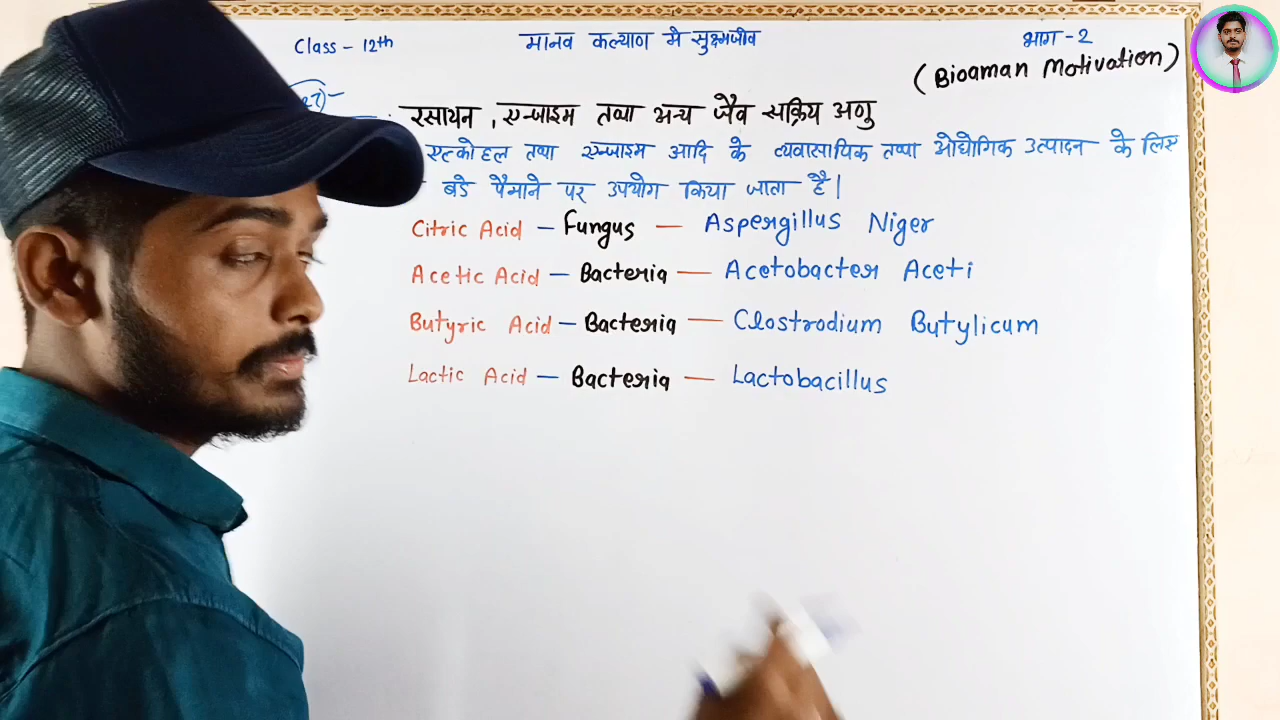 Class - 12th
मानव कल्याण मे सुक्ष्मजीव
भाग - 2
(Bioaman Motivation)
रसायन, एन्जाइम तथा अन्य जैव सक्रिय अणु
एल्कोहल तथा एन्जाइम आदि के व्यवासायिक तथा औधोगिक उत्पादन के लिए
बडे पैमाने पर उपयोग किया जाता है।
Citric Acid - Fungus - Aspergillus Niger
Acetic Acid - Bacteria - Acetobacter Aceti
Butyric Acid - Bacteria - Clostrodium Butylicum
Lactic Acid - Bacteria - Lactobacillus